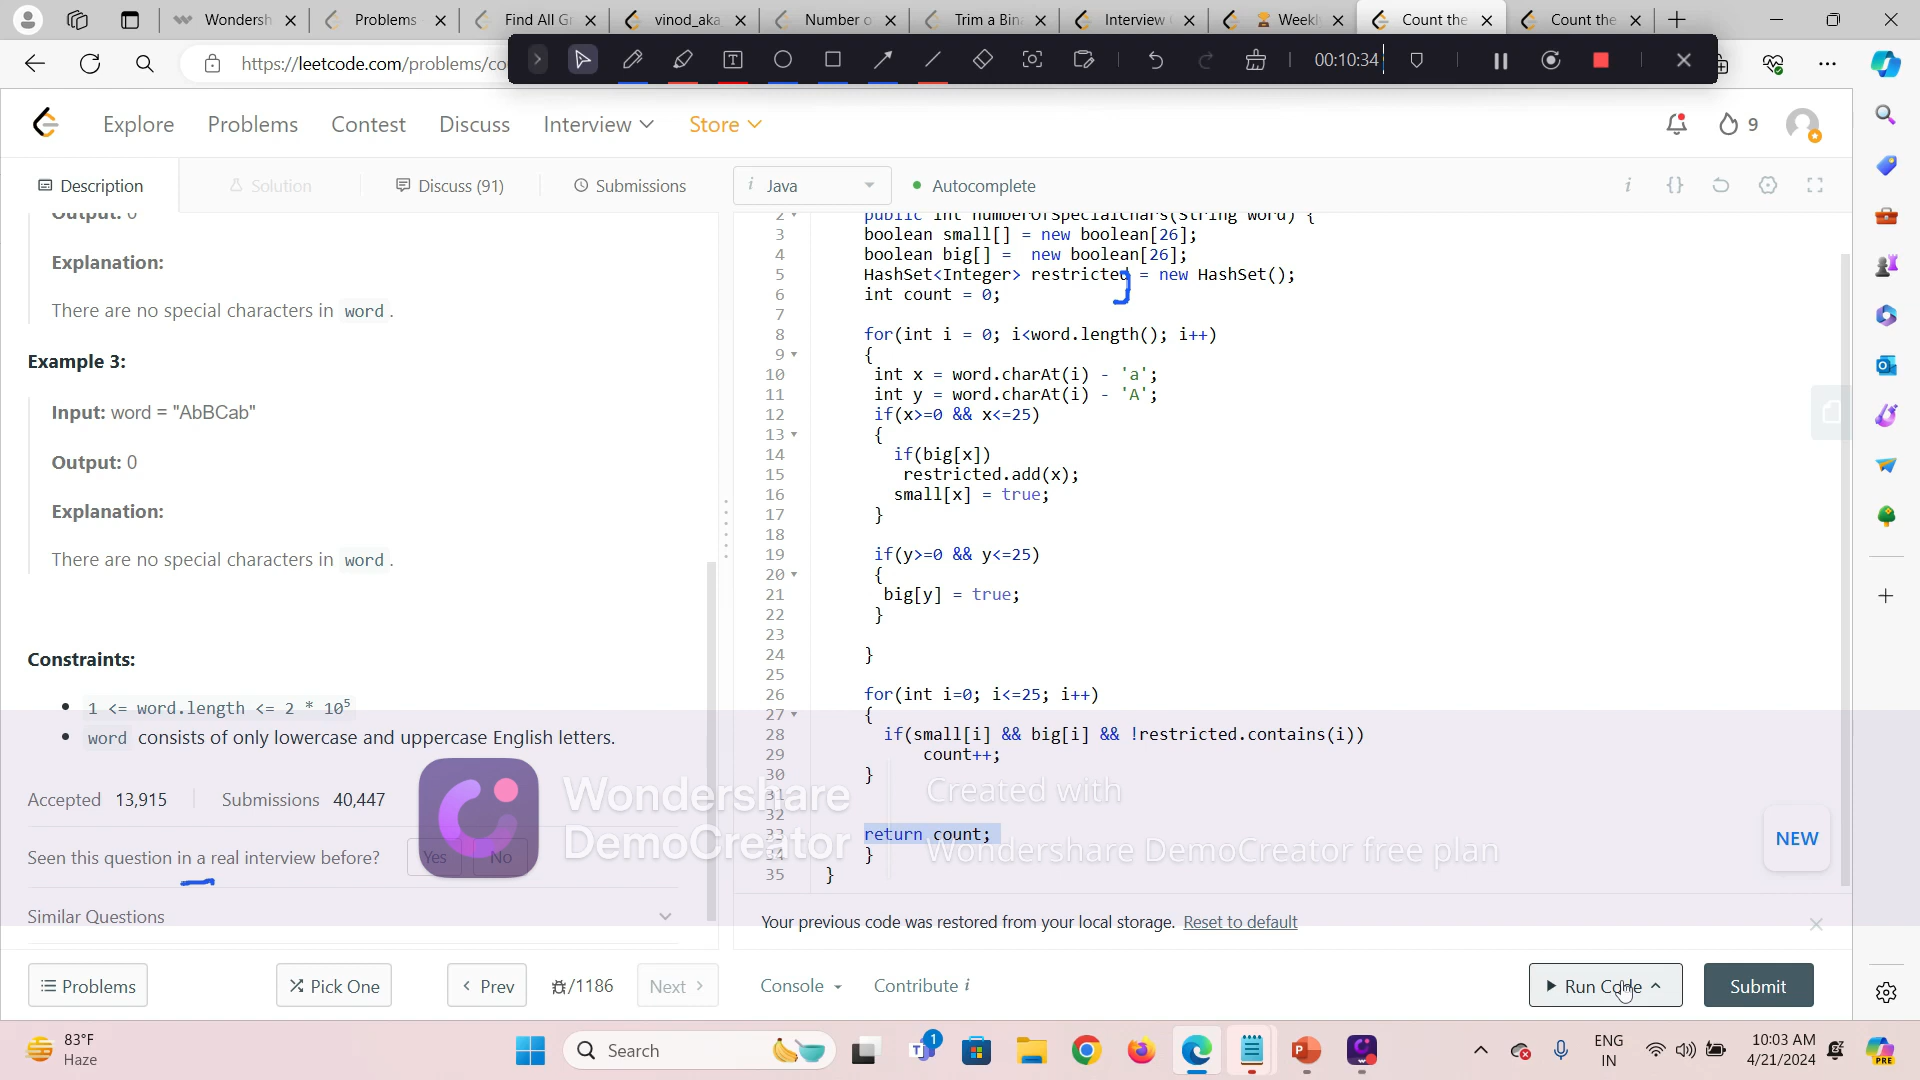 Wondersh
Problems
Find All Gr
vinod_aka
Number o
Trim a Bin
Interview
Weekl
Count the
Count the
https://leetcode.com/problems/co
00:10:34
Explore
Problems
Contest
Discuss
Interview
Store
9
Description
Solution
Discuss (91)
Submissions
i Java
Autocomplete
Output: 0
Explanation:
There are no special characters in word.
Example 3:
Input: word = "AbBCab"
Output: 0
Explanation:
There are no special characters in word.
Constraints:
1 <= word.length <= 2 * 10⁵
word consists of only lowercase and uppercase English letters.
Accepted 13,915
Submissions 40,447
Seen this question in a real interview before?
Yes
No
Similar Questions
2 public int numberOfSpecialChars(String word) {
3 boolean small[] = new boolean[26];
4 boolean big[] =  new boolean[26];
5 HashSet<Integer> restricted = new HashSet();
6 int count = 0;
7
8 for(int i = 0; i<word.length(); i++)
9 {
10 int x = word.charAt(i) - 'a';
11 int y = word.charAt(i) - 'A';
12 if(x>=0 && x<=25)
13 {
14 if(big[x])
15 restricted.add(x);
16 small[x] = true;
17 }
18
19 if(y>=0 && y<=25)
20 {
21 big[y] = true;
22 }
23
24 }
25
26 for(int i=0; i<=25; i++)
27 {
28 if(small[i] && big[i] && !restricted.contains(i))
29 count++;
30 }
31
32
33 return count;
34 }
35 }
Wondershare
DemoCreator
Created with
Wondershare DemoCreator free plan
NEW
Your previous code was restored from your local storage. Reset to default
Problems
Pick One
Prev
/1186
Next
Console
Contribute i
Run Code
Submit
83°F
Haze
Search
1
ENG
IN
10:03 AM
4/21/2024
PRE